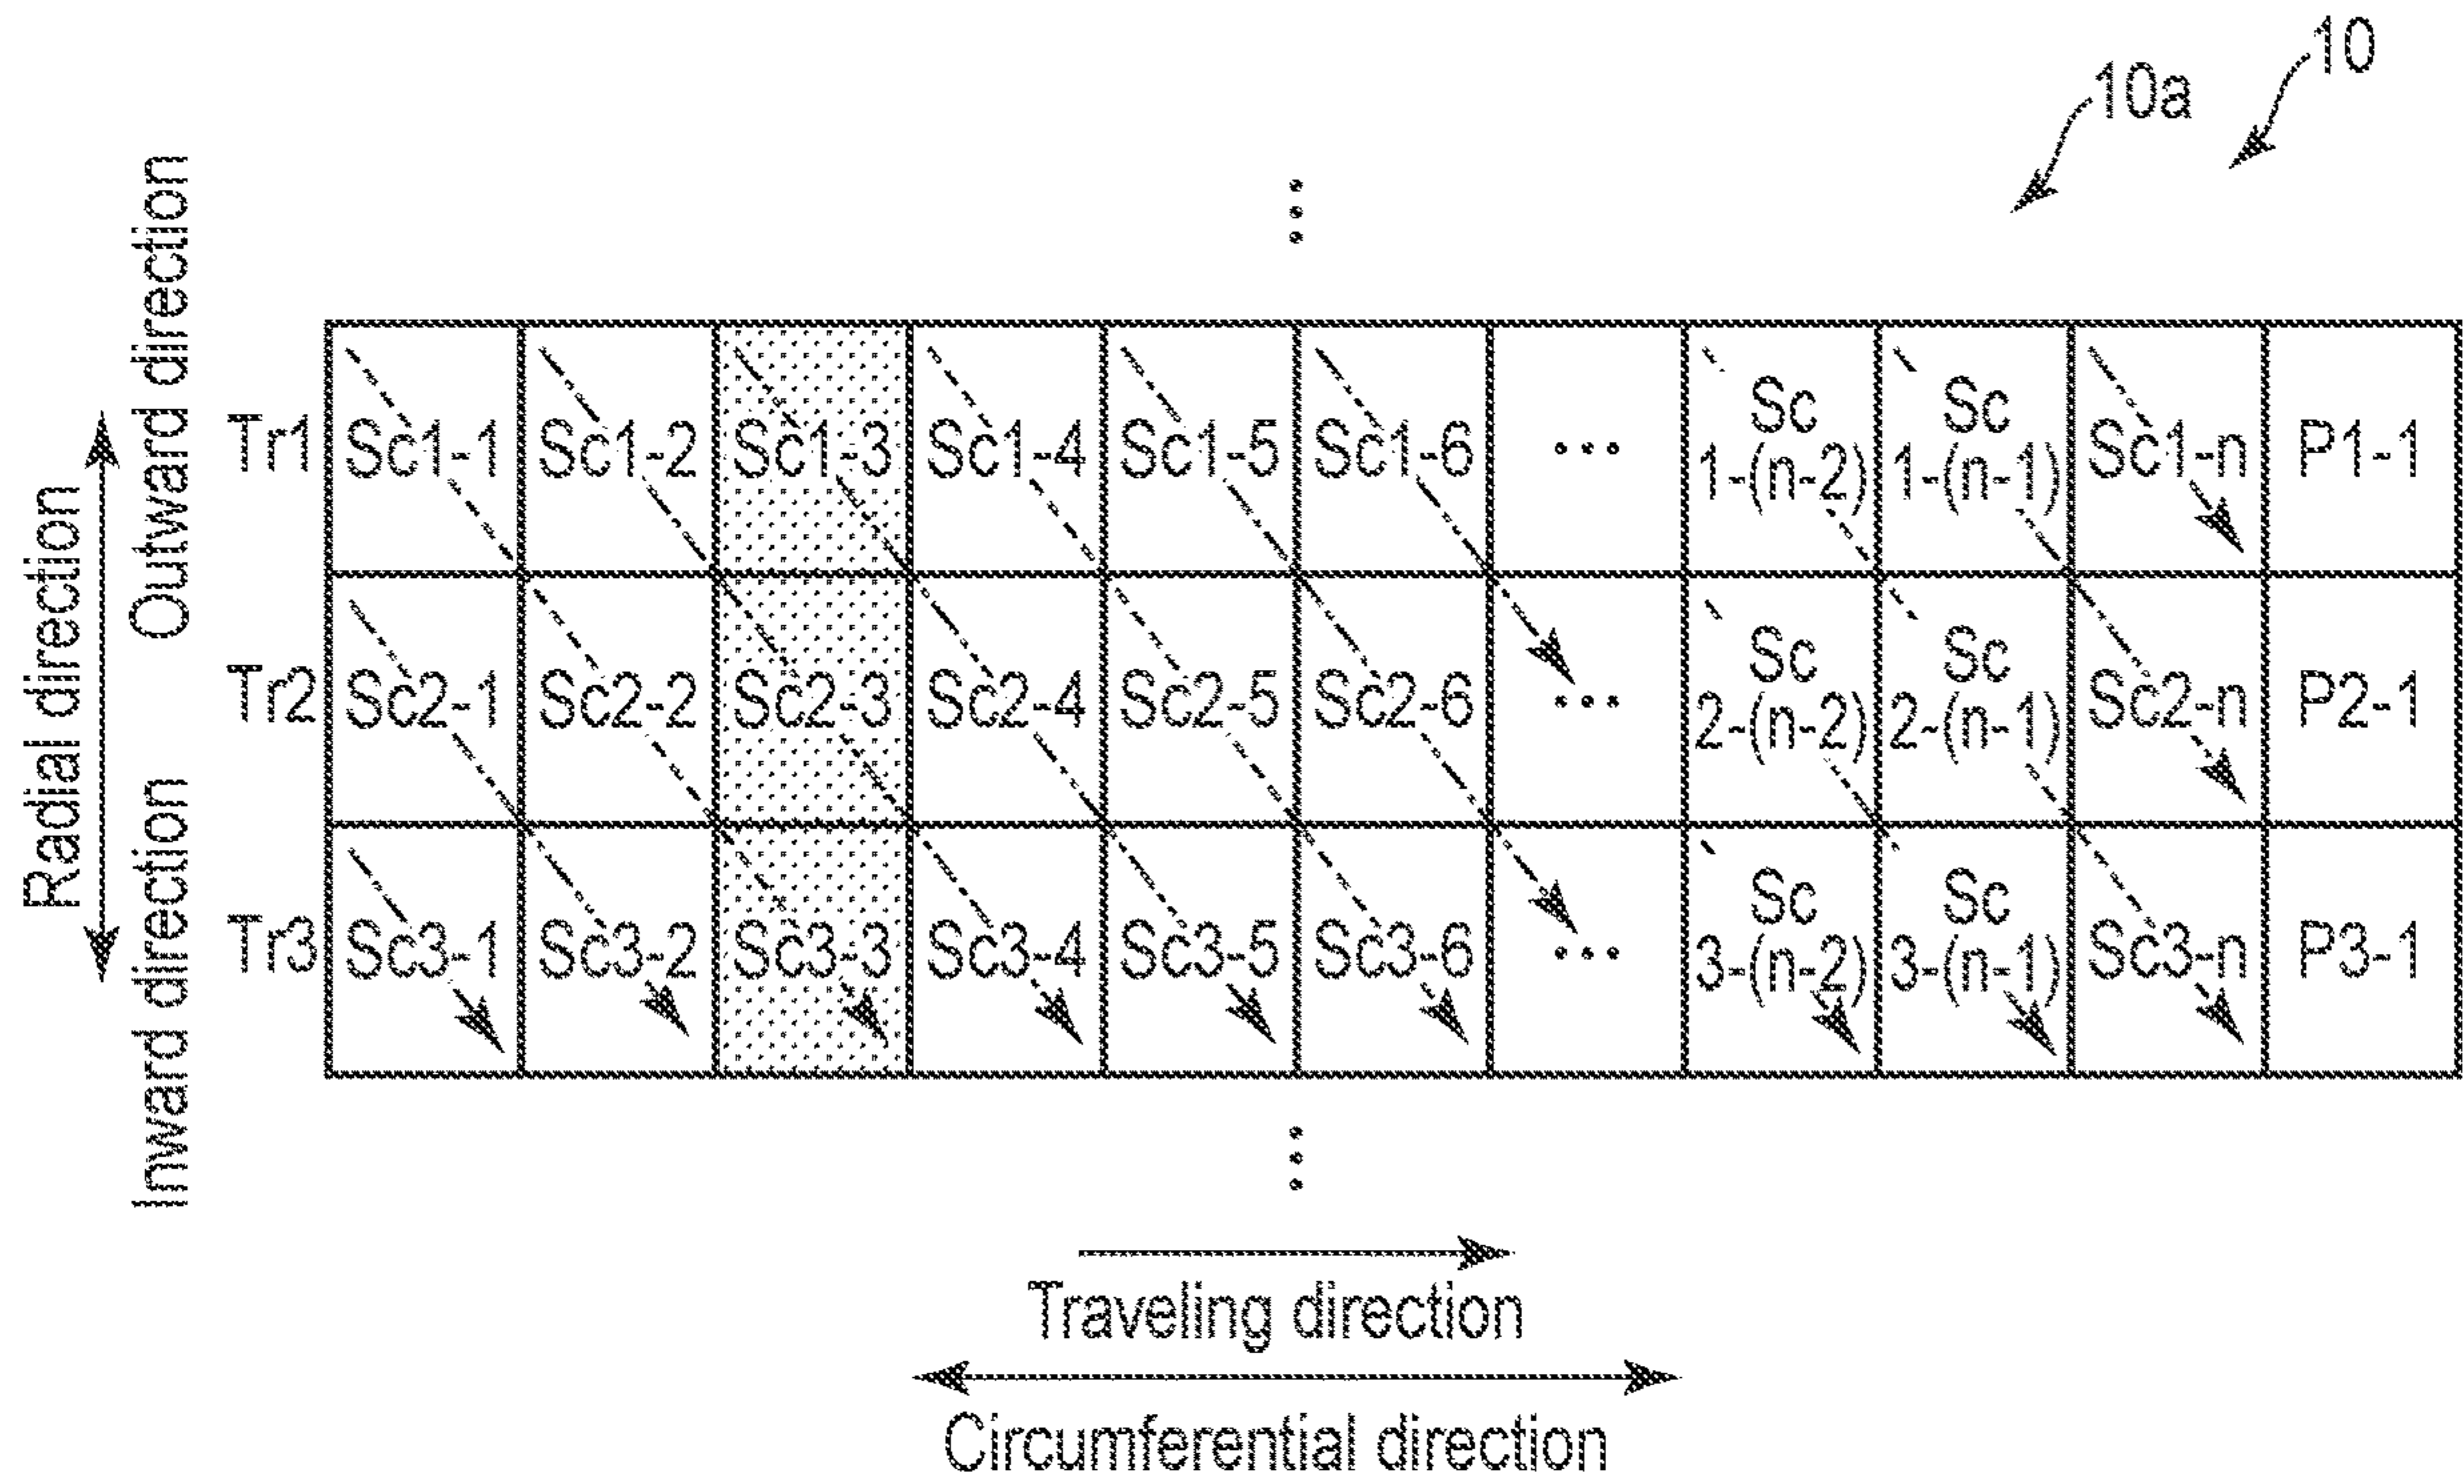 10
10a
Outward direction
Radial direction
Inward direction
Tr1 Sc1-1 Sc1-2 Sc1-3 Sc1-4 Sc1-5 Sc1-6 ... Sc 1-(n-2) Sc 1-(n-1) Sc1-n P1-1
Tr2 Sc2-1 Sc2-2 Sc2-3 Sc2-4 Sc2-5 Sc2-6 ... Sc 2-(n-2) Sc 2-(n-1) Sc2-n P2-1
Tr3 Sc3-1 Sc3-2 Sc3-3 Sc3-4 Sc3-5 Sc3-6 ... Sc 3-(n-2) Sc 3-(n-1) Sc3-n P3-1
Traveling direction
Circumferential direction